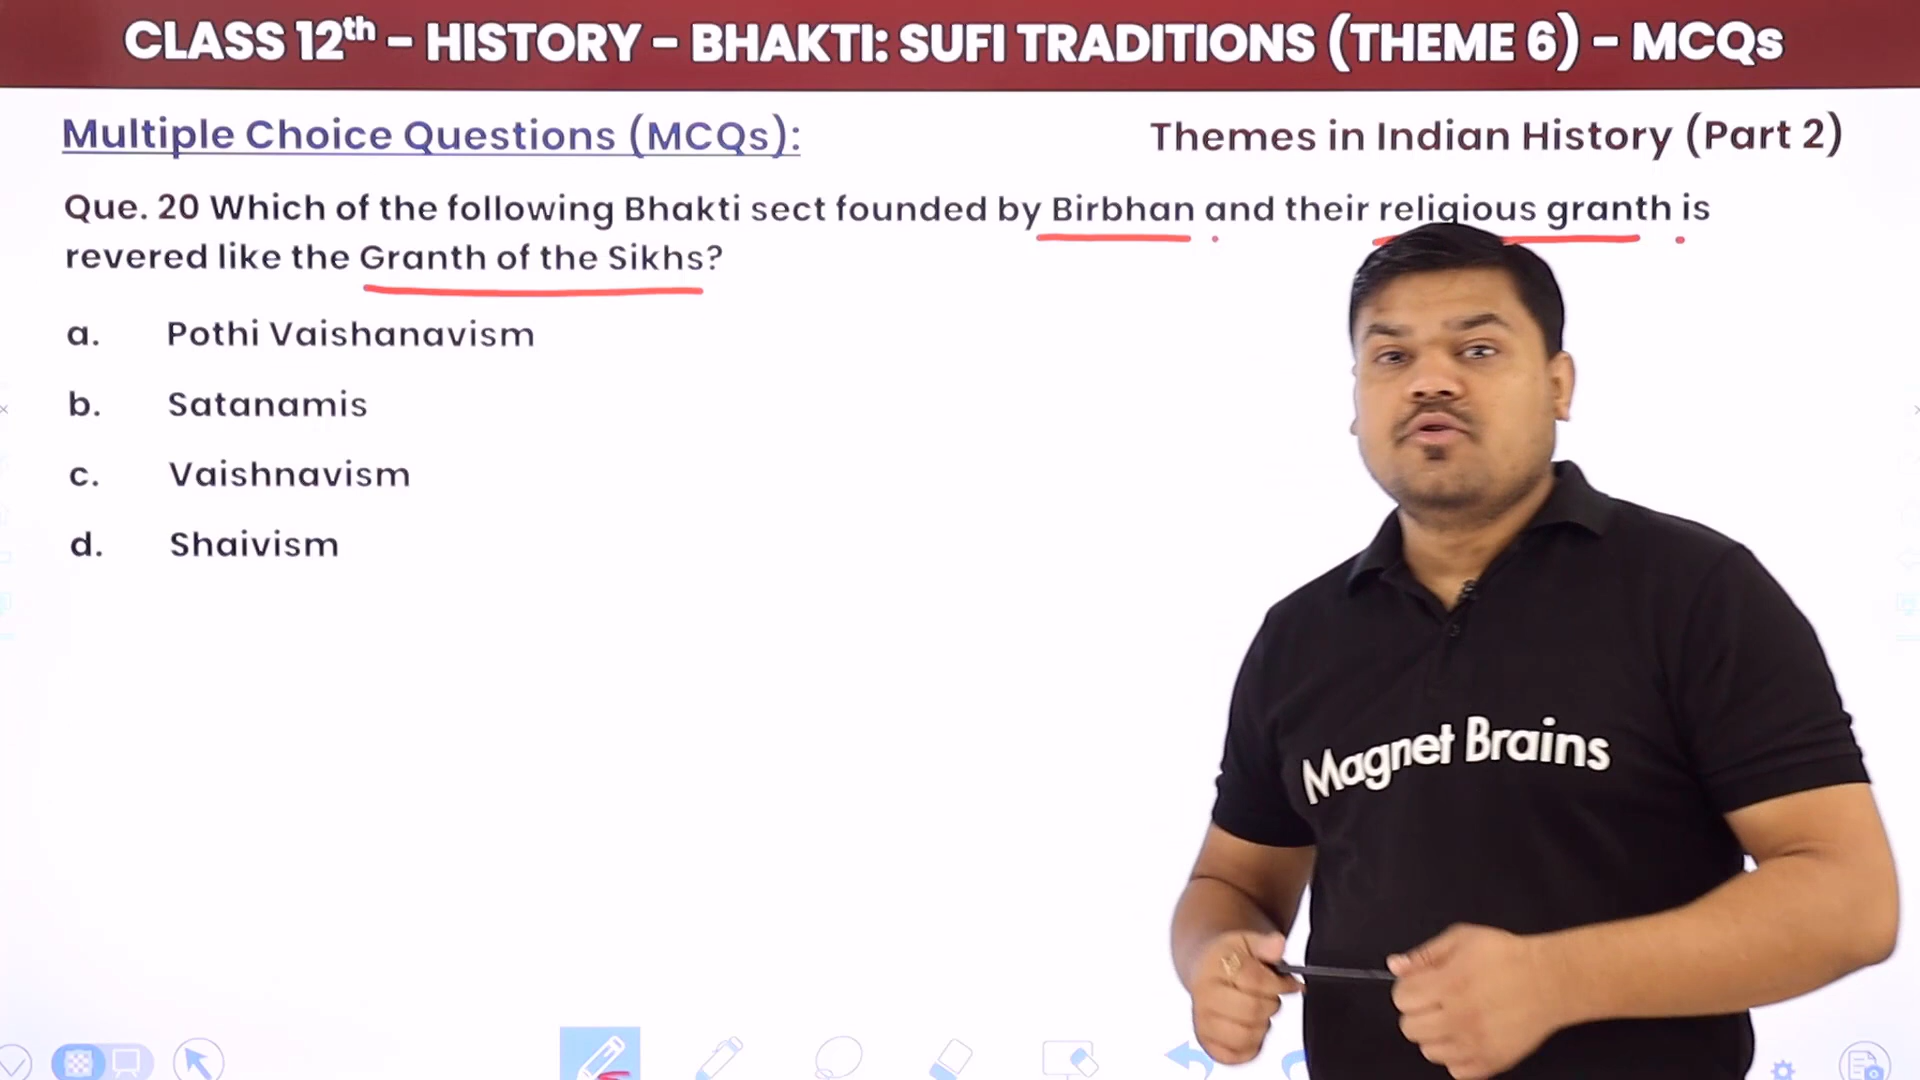 CLASS 12th - HISTORY - BHAKTI: SUFI TRADITIONS (THEME 6) - MCQs
Multiple Choice Questions (MCQs):
Themes in Indian History (Part 2)
Que. 20 Which of the following Bhakti sect founded by Birbhan and their religious granth is
revered like the Granth of the Sikhs?
a. Pothi Vaishanavism
b. Satanamis
c. Vaishnavism
d. Shaivism
Magnet Brains